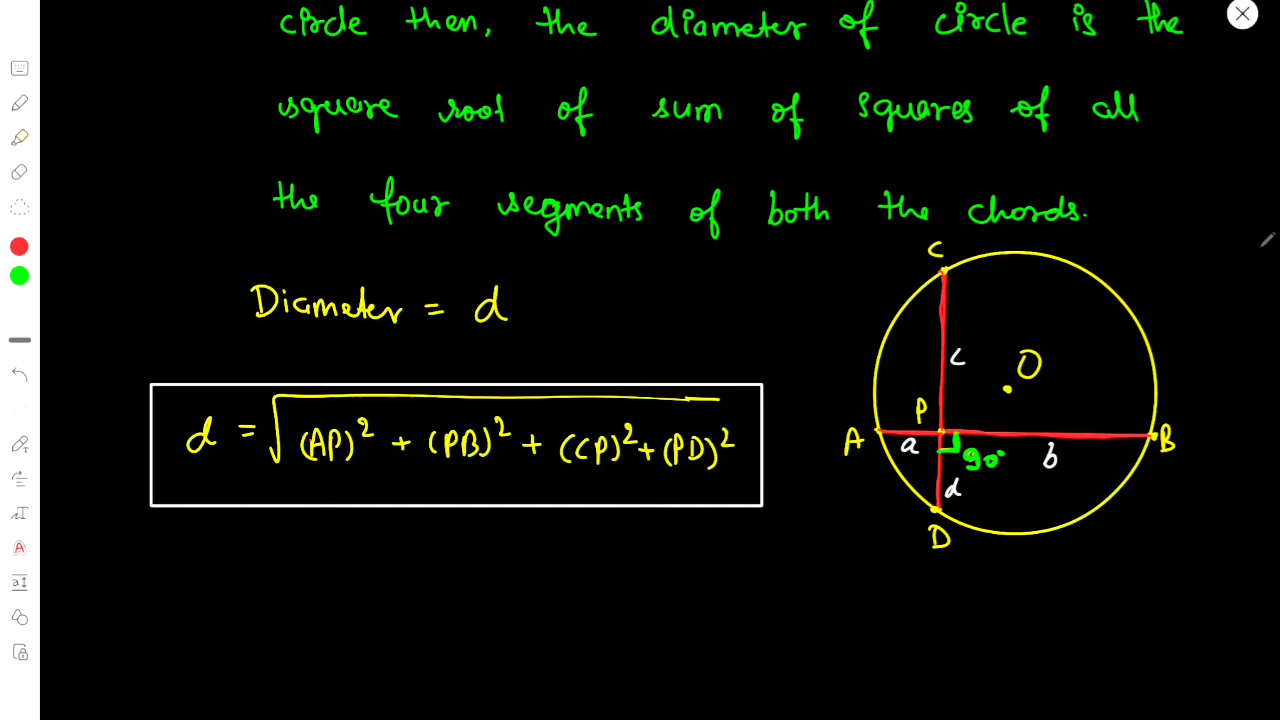 circle then, the diameter of circle is the
square root of sum of squares of all
the four segments of both the chords.
Diameter = d
d = √(AP)² + (PB)² + (CP)² + (PD)²
C
c
O
P
A
a
90°
b
B
d
D